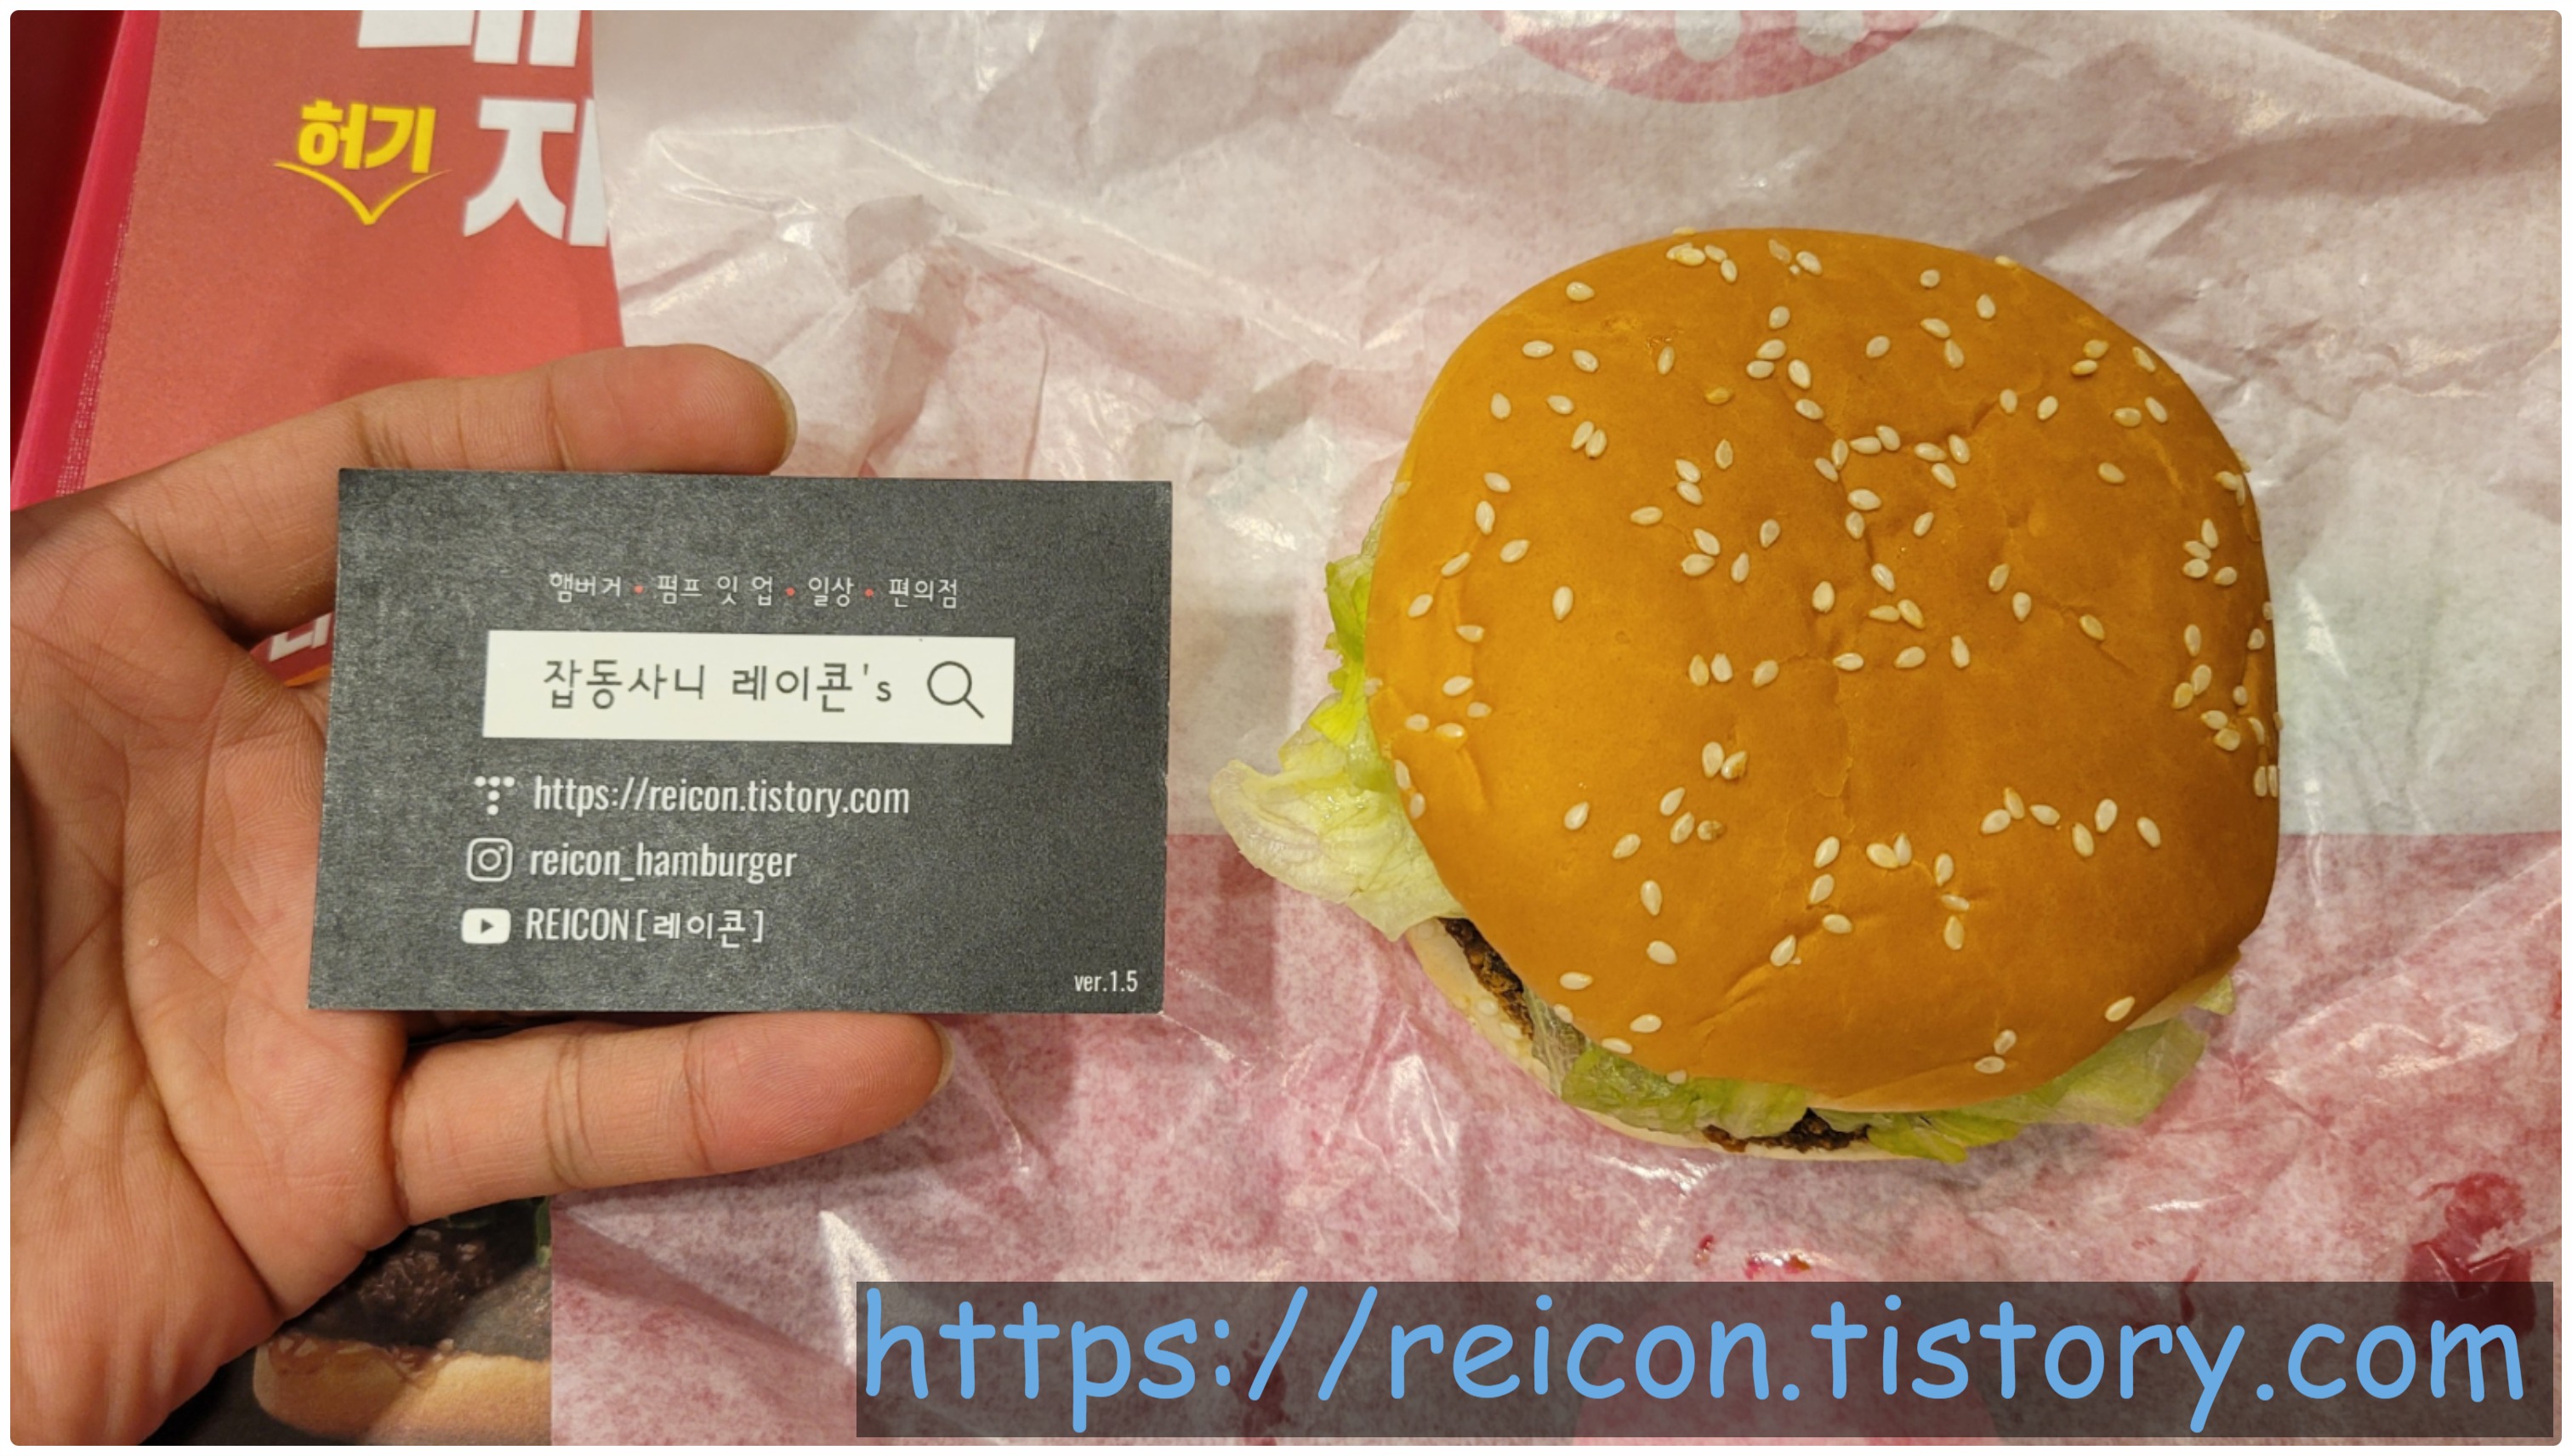 허기
햄버거 • 펌프 잇 업 • 일상 • 편의점
잡동사니 레이콘's
https://reicon.tistory.com
reicon_hamburger
REICON[레이콘]
ver.1.5
https://reicon.tistory.com